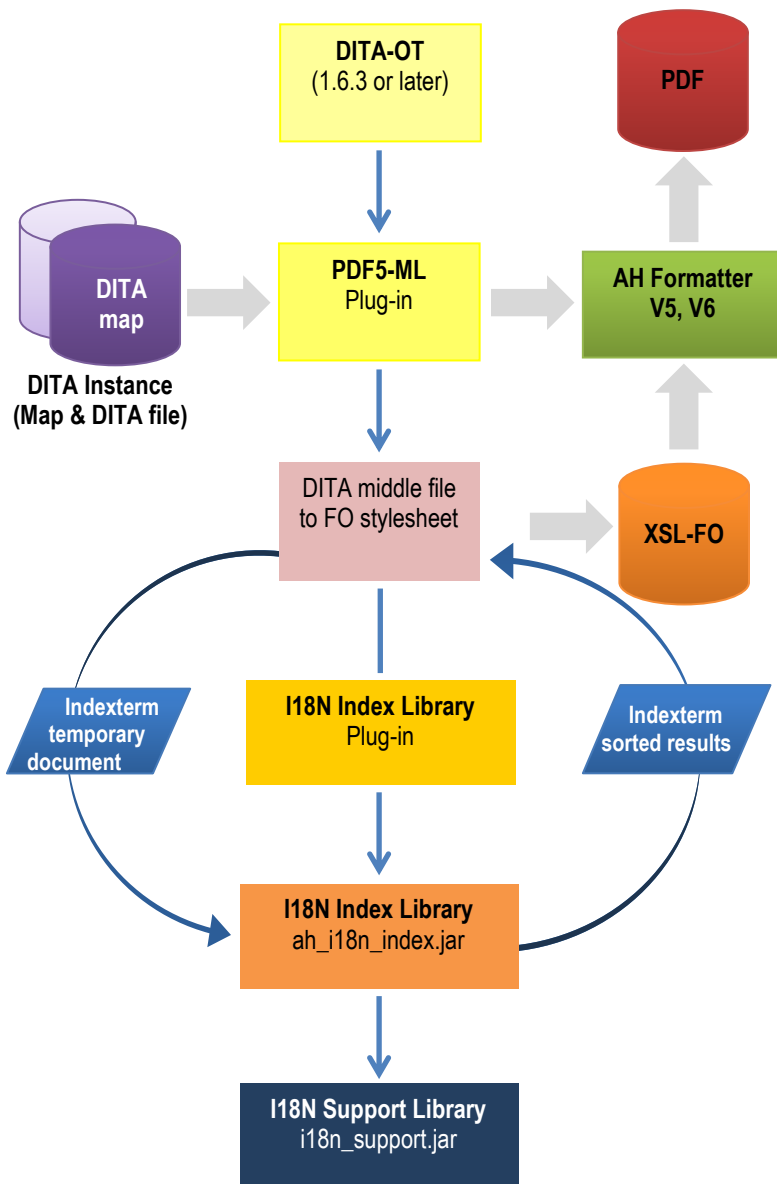 DITA-OT
(1.6.3 or later)
PDF
DITA
map
PDF5-ML
Plug-in
AH Formatter
V5, V6
DITA Instance
(Map & DITA file)
DITA middle file
to FO stylesheet
XSL-FO
Indexterm
temporary
document
I18N Index Library
Plug-in
Indexterm
sorted results
I18N Index Library
ah_i18n_index.jar
I18N Support Library
i18n_support.jar